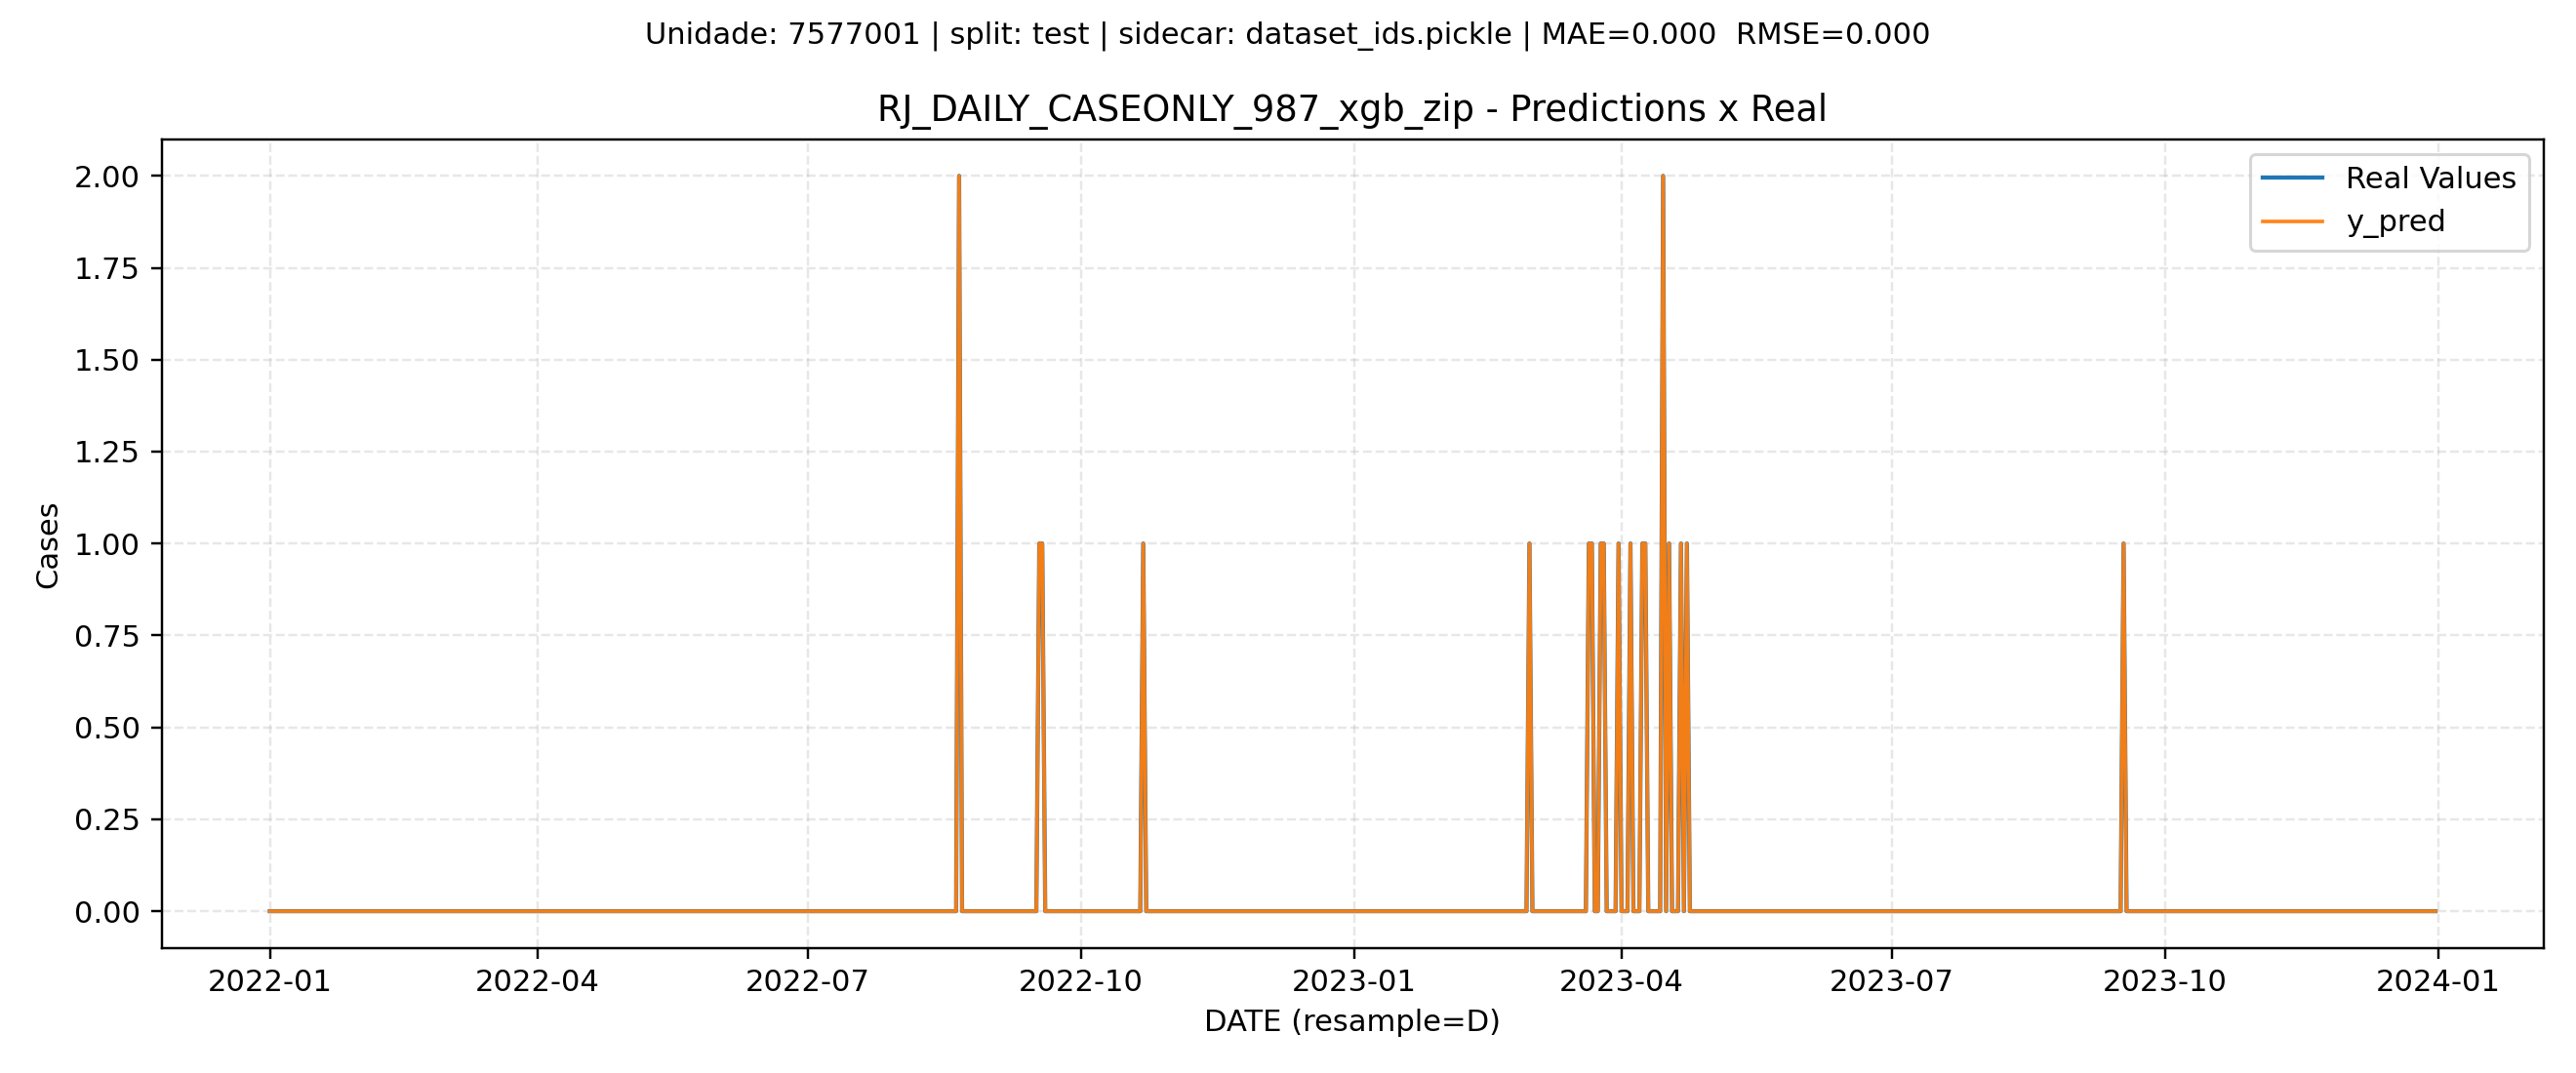 Unidade: 7577001 | split: test | sidecar: dataset_ids.pickle | MAE=0.000  RMSE=0.000
RJ_DAILY_CASEONLY_987_xgb_zip - Predictions x Real
Real Values
y_pred
Cases
2.00
1.75
1.50
1.25
1.00
0.75
0.50
0.25
0.00
2022-01 2022-04 2022-07 2022-10 2023-01 2023-04 2023-07 2023-10 2024-01
DATE (resample=D)